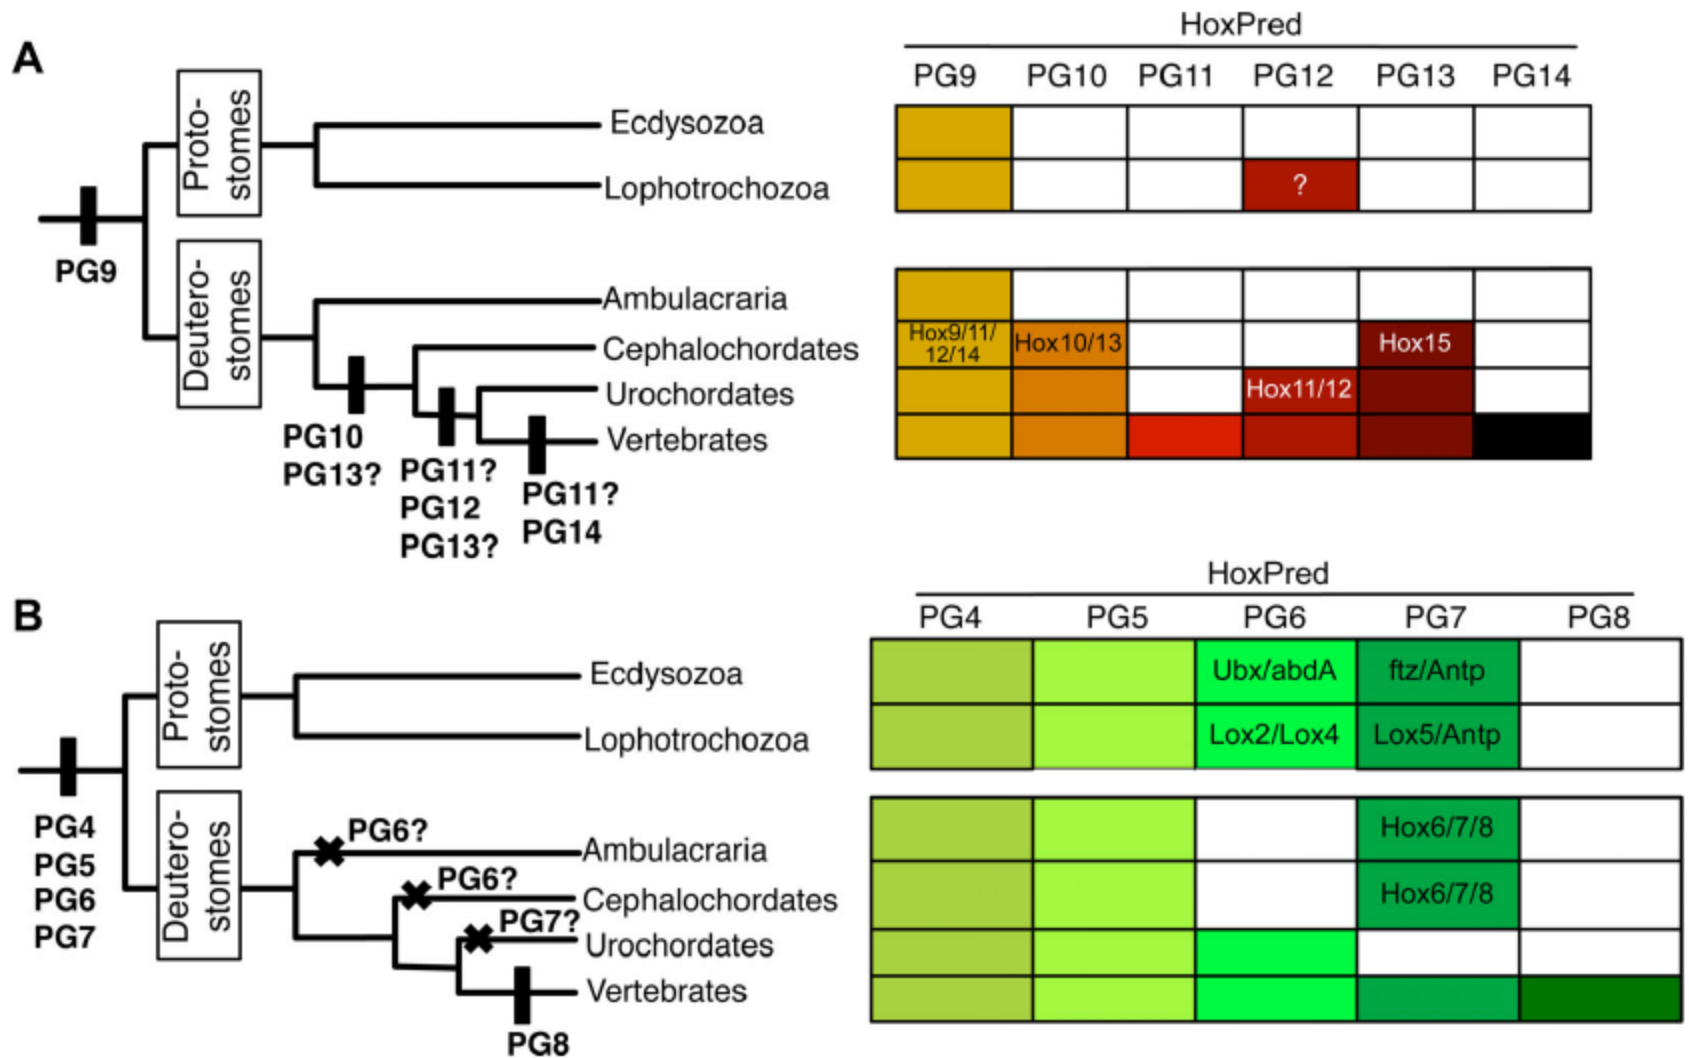 A
HoxPred
PG9 PG10 PG11 PG12 PG13 PG14
Proto-
stomes
Ecdysozoa
Lophotrochozoa
?
PG9
Deutero-
stomes
Ambulacraria
Cephalochordates
Hox9/11/
12/14
Hox10/13
Hox15
Urochordates
Hox11/12
Vertebrates
PG10
PG13?
PG11?
PG12
PG13?
PG11?
PG14
B
HoxPred
PG4 PG5 PG6 PG7 PG8
Proto-
stomes
Ecdysozoa
Ubx/abdA
ftz/Antp
Lophotrochozoa
Lox2/Lox4
Lox5/Antp
PG4
PG5
PG6
PG7
Deutero-
stomes
PG6?
Ambulacraria
Hox6/7/8
PG6?
Cephalochordates
Hox6/7/8
PG7?
Urochordates
Vertebrates
PG8